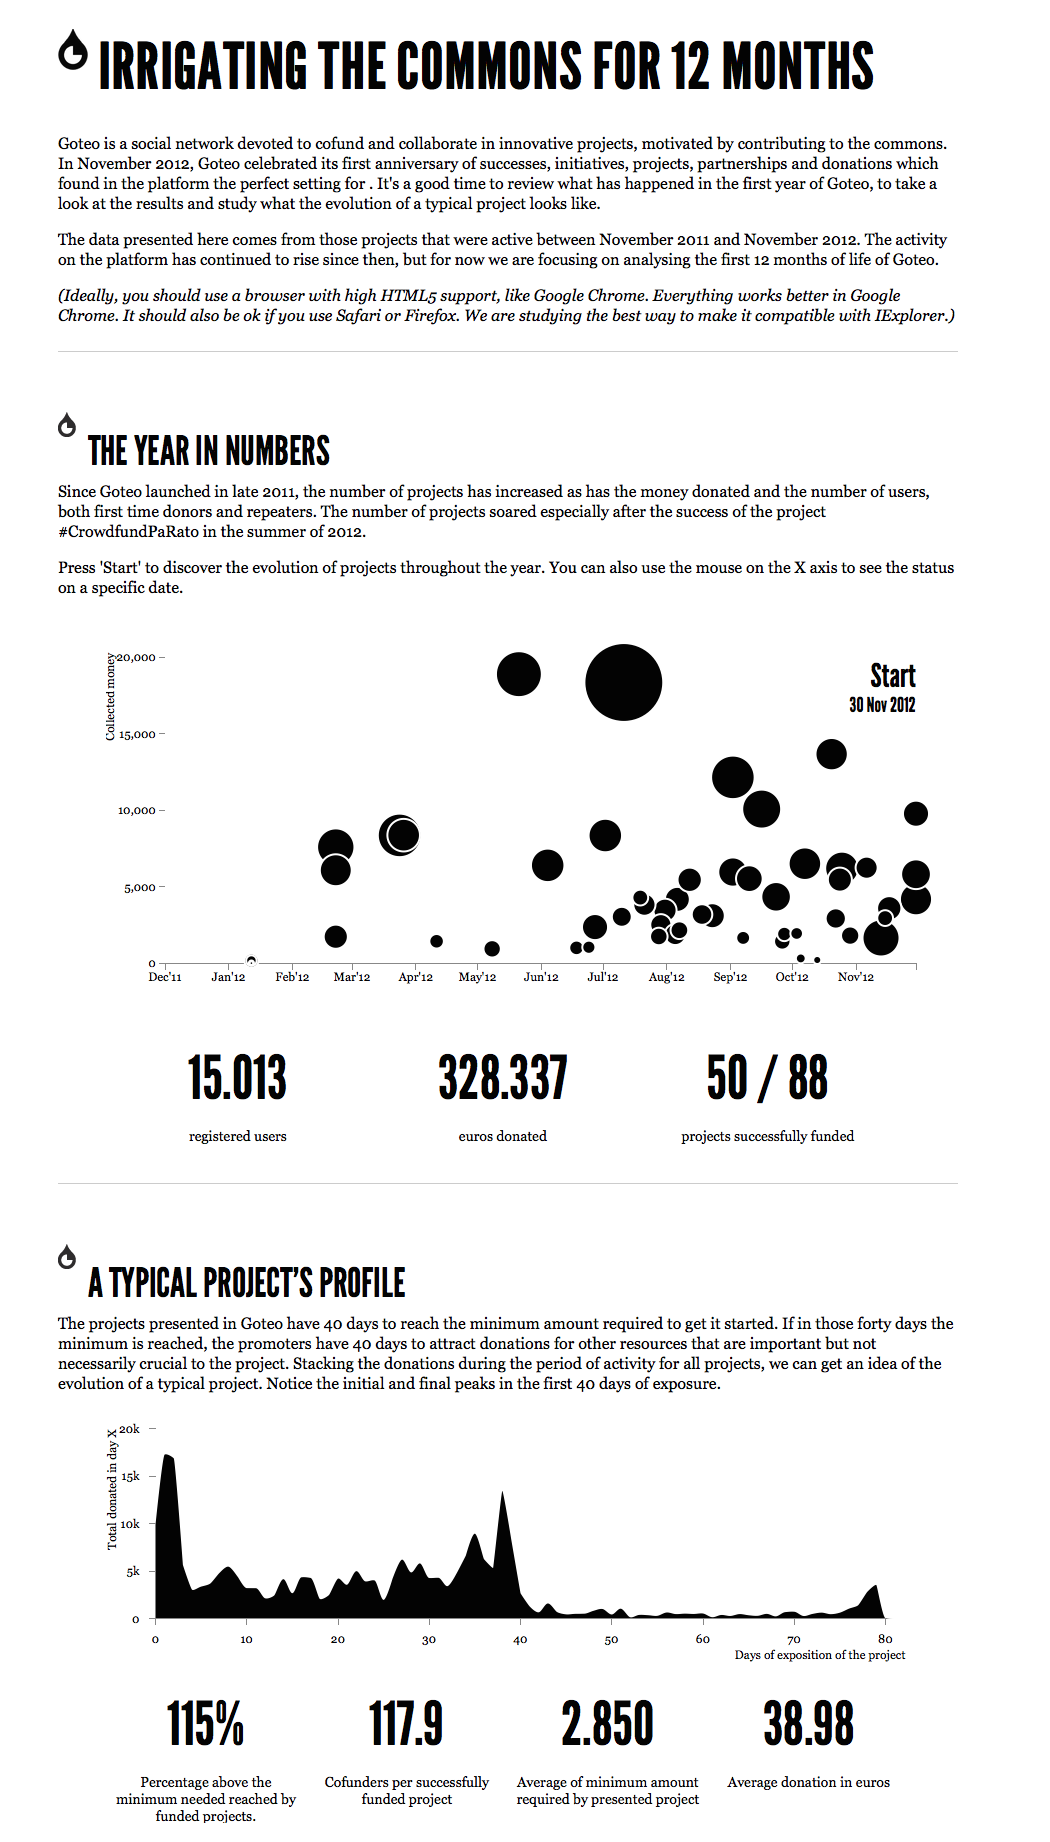 IRRIGATING THE COMMONS FOR 12 MONTHS
Goteo is a social network devoted to cofund and collaborate in innovative projects, motivated by contributing to the commons.
In November 2012, Goteo celebrated its first anniversary of successes, initiatives, projects, partnerships and donations which
found in the platform the perfect setting for . It's a good time to review what has happened in the first year of Goteo, to take a
look at the results and study what the evolution of a typical project looks like.
The data presented here comes from those projects that were active between November 2011 and November 2012. The activity
on the platform has continued to rise since then, but for now we are focusing on analysing the first 12 months of life of Goteo.
(Ideally, you should use a browser with high HTML5 support, like Google Chrome. Everything works better in Google
Chrome. It should also be ok if you use Safari or Firefox. We are studying the best way to make it compatible with IExplorer.)
THE YEAR IN NUMBERS
Since Goteo launched in late 2011, the number of projects has increased as has the money donated and the number of users,
both first time donors and repeaters. The number of projects soared especially after the success of the project
#CrowdfundPaRato in the summer of 2012.
Press 'Start' to discover the evolution of projects throughout the year. You can also use the mouse on the X axis to see the status
on a specific date.
Collected money
20,000
15,000
10,000
5,000
0
Start
30 Nov 2012
Dec'11 Jan'12 Feb'12 Mar'12 Apr'12 May'12 Jun'12 Jul'12 Aug'12 Sep'12 Oct'12 Nov'12
15.013 328.337 50 / 88
registered users euros donated projects successfully funded
A TYPICAL PROJECT'S PROFILE
The projects presented in Goteo have 40 days to reach the minimum amount required to get it started. If in those forty days the
minimum is reached, the promoters have 40 days to attract donations for other resources that are important but not
necessarily crucial to the project. Stacking the donations during the period of activity for all projects, we can get an idea of the
evolution of a typical project. Notice the initial and final peaks in the first 40 days of exposure.
Total donated in day X
20k
15k
10k
5k
0
0 10 20 30 40 50 60 70 80
Days of exposition of the project
115% 117.9 2.850 38.98
Percentage above the Cofunders per successfully Average of minimum amount Average donation in euros
minimum needed reached by funded project required by presented project
funded projects.